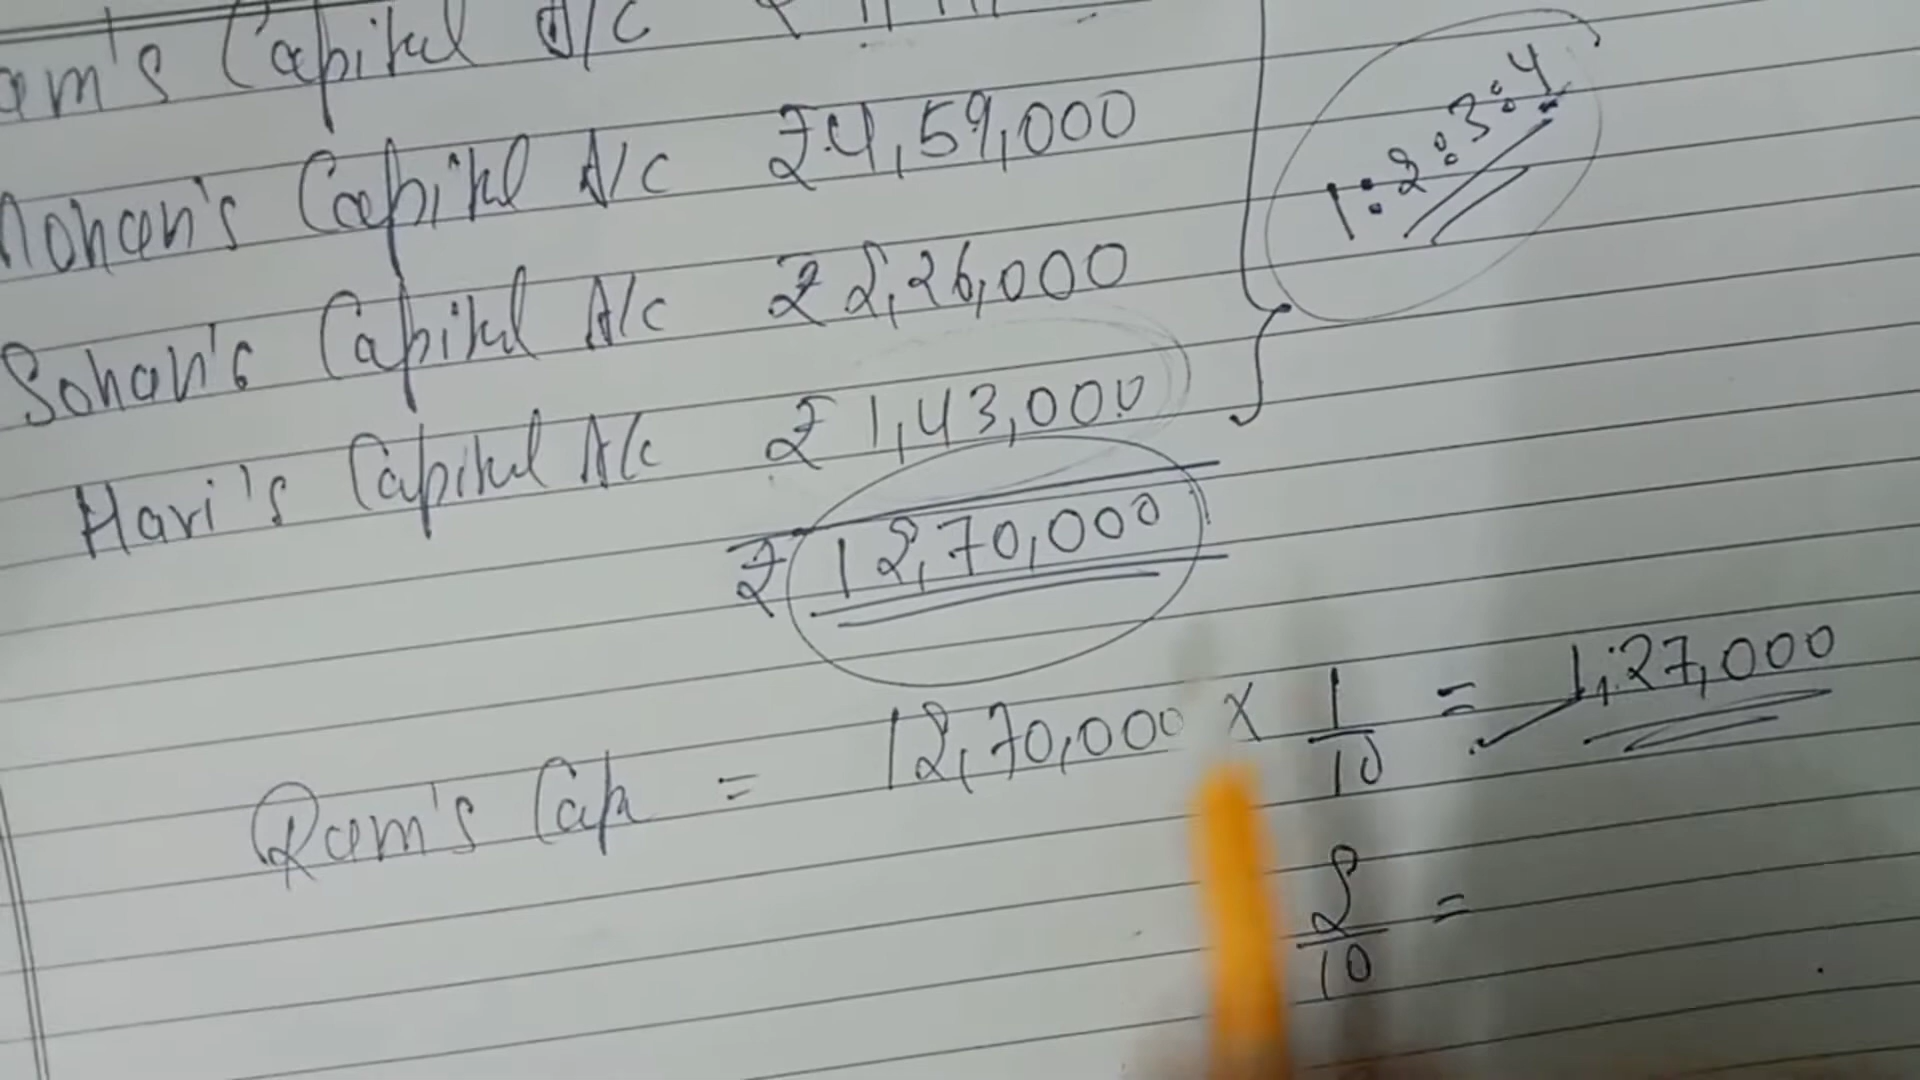 am's Capital A/c ₹
1:2:3:4
Mohan's Capital A/c ₹4,59,000
Sohan's Capital A/c ₹2,26,000
Hari's Capital A/c ₹1,43,000
₹12,70,000
Ram's Cap = 12,70,000 × 1/10 = 1,27,000
2/10 =